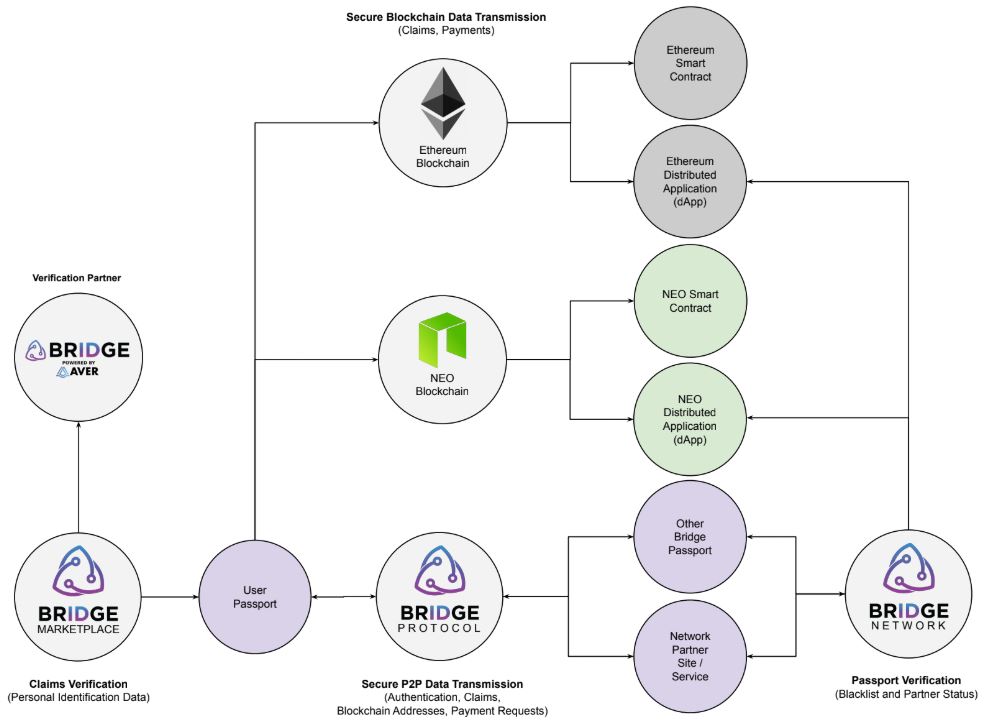 Secure Blockchain Data Transmission
(Claims, Payments)
Ethereum
Smart
Contract
Ethereum
Blockchain
Ethereum
Distributed
Application
(dApp)
Verification Partner
BRIDGE
POWERED BY
AVER
NEO Smart
Contract
NEO
Blockchain
NEO
Distributed
Application
(dApp)
Other
Bridge
Passport
BRIDGE
MARKETPLACE
User
Passport
BRIDGE
PROTOCOL
BRIDGE
NETWORK
Network
Partner
Site /
Service
Claims Verification
(Personal Identification Data)
Secure P2P Data Transmission
(Authentication, Claims,
Blockchain Addresses, Payment Requests)
Passport Verification
(Blacklist and Partner Status)